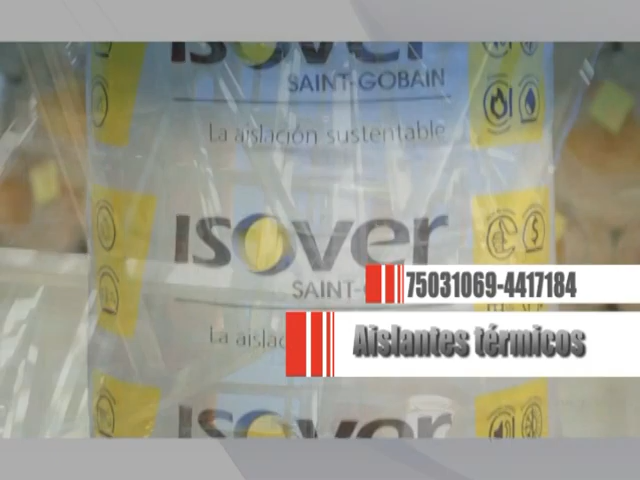 ISOVER
SAINT-GOBAIN
La aislación sustentable
ISOVER
SAINT-G
75031069-4417184
La aislac
Aislantes térmicos
ISOVER